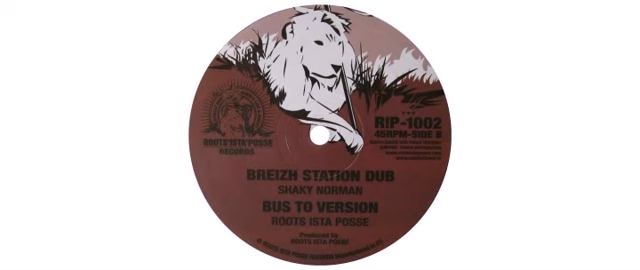 RIP-1002
45RPM-SIDE B
ROOTS'ISTA'POSSE
RECORDS
BREIZH STATION DUB
SHAKY NORMAN
BUS TO VERSION
ROOTS ISTA POSSE
Produced by
ROOTS ISTA POSSE